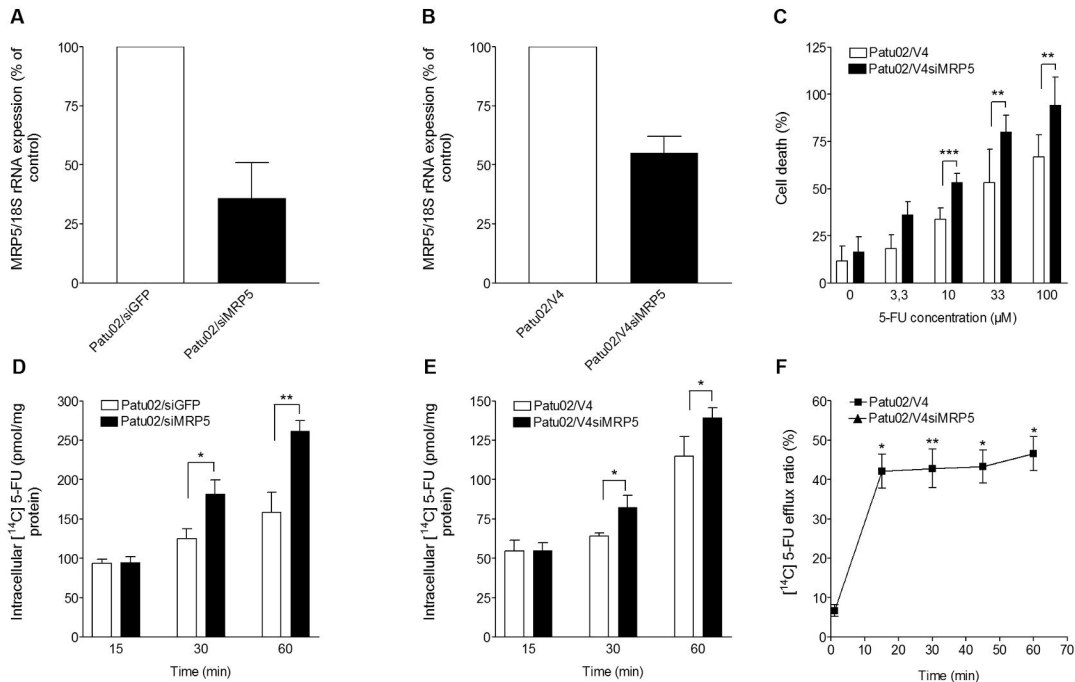 A
MRP5/18S rRNA expession (% of
control)
100
75
50
25
0
Patu02/siGFP
Patu02/siMRP5
B
MRP5/18S rRNA expession (% of
control)
100
75
50
25
0
Patu02/V4
Patu02/V4siMRP5
C
Patu02/V4
Patu02/V4siMRP5
Cell death (%)
125
100
75
50
25
0
***
**
**
0 3,3 10 33 100
5-FU concentration (µM)
D
Patu02/siGFP
Patu02/siMRP5
Intracellular [14C] 5-FU (pmol/mg
protein)
300
250
200
150
100
50
0
*
**
15 30 60
Time (min)
E
Patu02/V4
Patu02/V4siMRP5
Intracellular [14C] 5-FU (pmol/mg
protein)
150
125
100
75
50
25
0
*
*
15 30 60
Time (min)
F
Patu02/V4
Patu02/V4siMRP5
[14C] 5-FU efflux ratio (%)
60
50
40
30
20
10
0
* ** * *
0 10 20 30 40 50 60 70
Time (min)